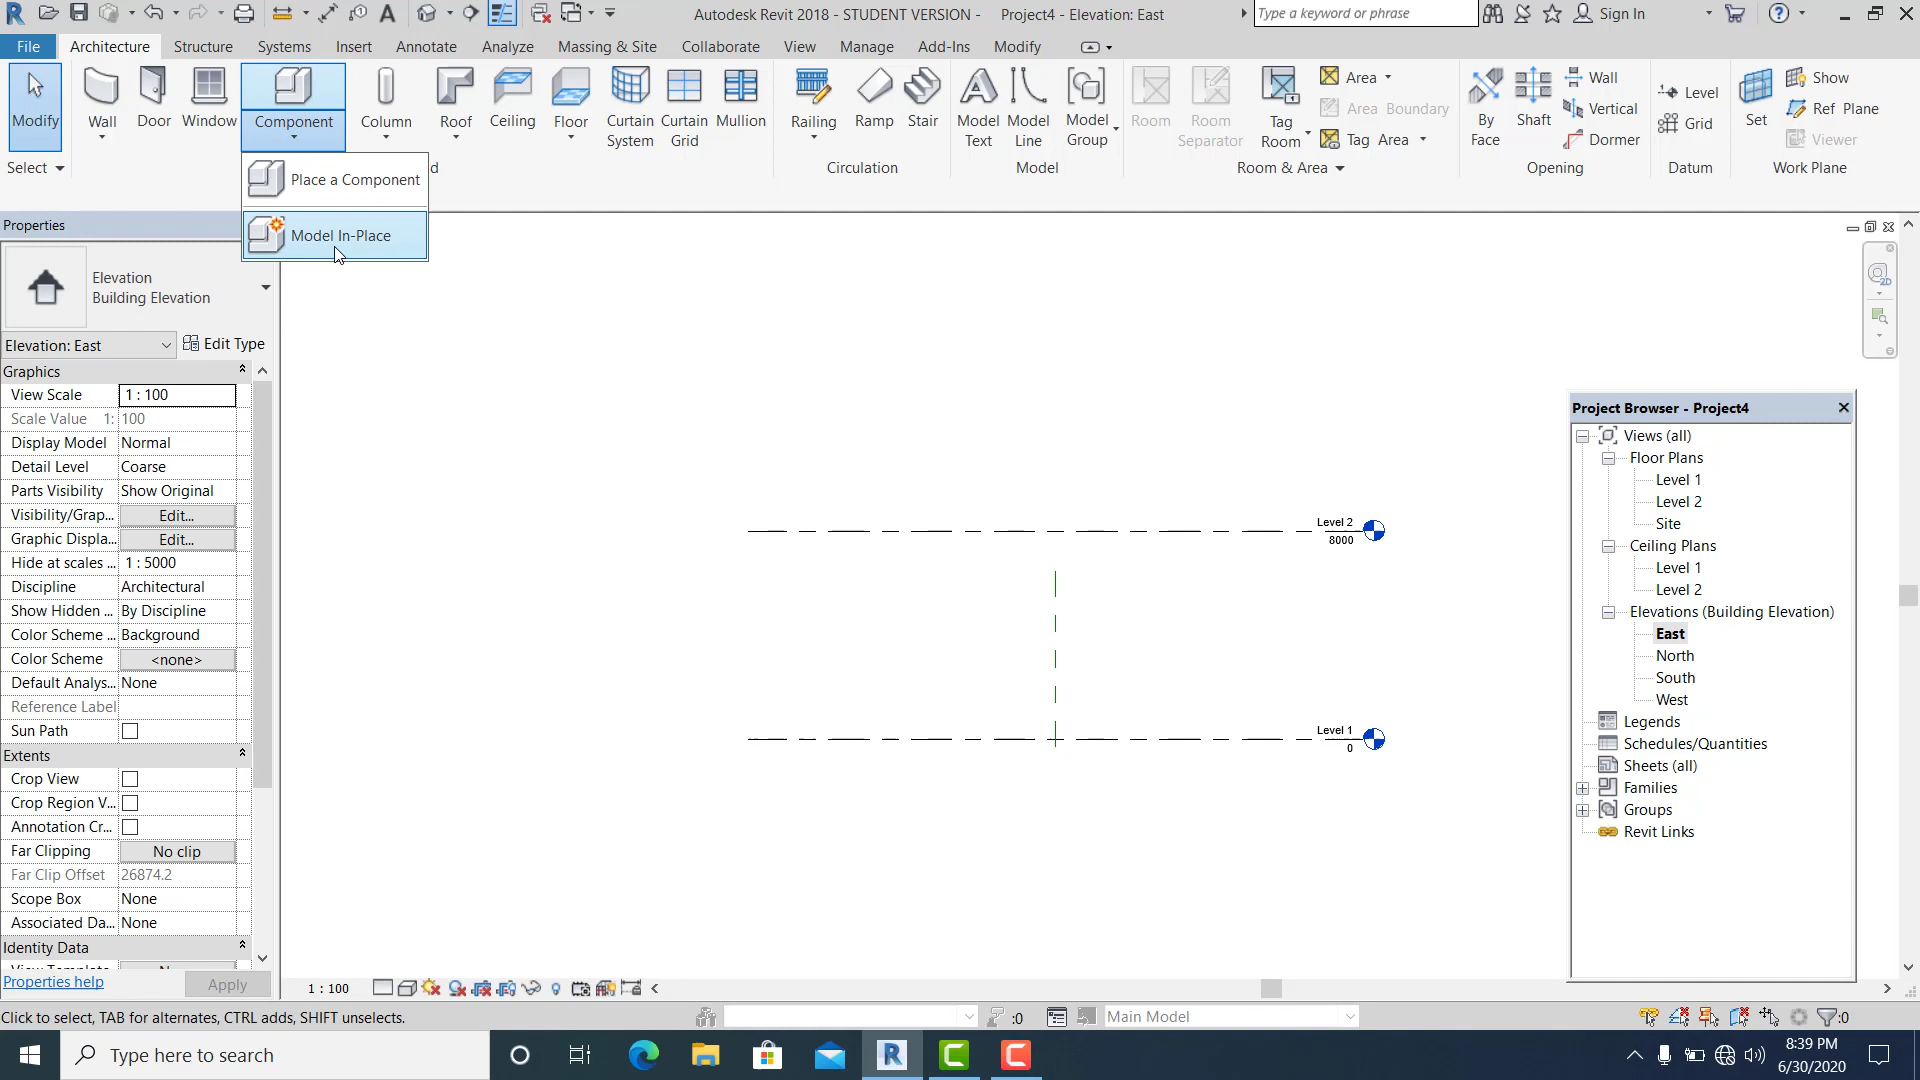 Autodesk Revit 2018 - STUDENT VERSION - Project4 - Elevation: East
Type a keyword or phrase
Sign In
File Architecture Structure Systems Insert Annotate Analyze Massing & Site Collaborate View Manage Add-Ins Modify
Modify
Wall
Door
Window
Component
Column
Roof
Ceiling
Floor
Curtain System
Curtain Grid
Mullion
Railing
Ramp
Stair
Model Text
Model Line
Model Group
Room
Room Separator
Tag Room
Area
Area Boundary
Tag Area
By Face
Shaft
Wall
Vertical
Dormer
Level
Grid
Set
Show
Ref Plane
Viewer
Select
d
Circulation
Model
Room & Area
Opening
Datum
Work Plane
Place a Component
Model In-Place
Properties
Elevation
Building Elevation
Elevation: East
Edit Type
Graphics
View Scale 1 : 100
Scale Value 1: 100
Display Model Normal
Detail Level Coarse
Parts Visibility Show Original
Visibility/Grap... Edit...
Graphic Displa... Edit...
Hide at scales ... 1 : 5000
Discipline Architectural
Show Hidden ... By Discipline
Color Scheme ... Background
Color Scheme <none>
Default Analys... None
Reference Label
Sun Path
Extents
Crop View
Crop Region V...
Annotation Cr...
Far Clipping No clip
Far Clip Offset 26874.2
Scope Box None
Associated Da... None
Identity Data
Properties help
Apply
Level 2
8000
Level 1
0
2D
Project Browser - Project4
Views (all)
Floor Plans
Level 1
Level 2
Site
Ceiling Plans
Level 1
Level 2
Elevations (Building Elevation)
East
North
South
West
Legends
Schedules/Quantities
Sheets (all)
Families
Groups
Revit Links
1 : 100
Click to select, TAB for alternates, CTRL adds, SHIFT unselects.
:0
Main Model
:0
Type here to search
8:39 PM
6/30/2020